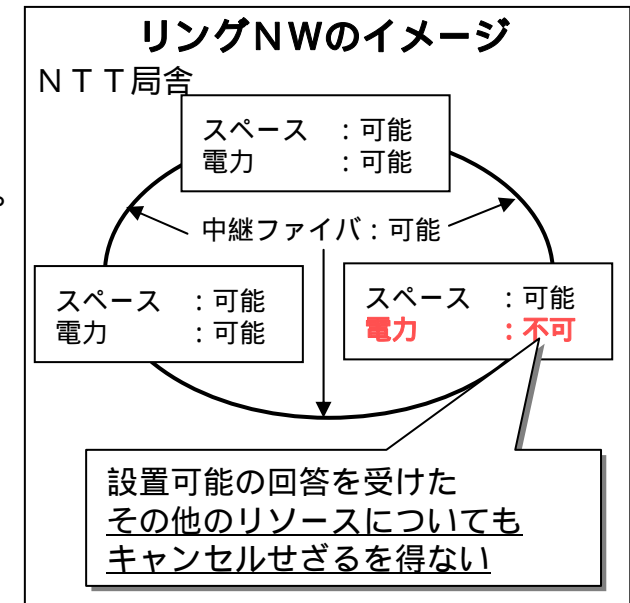 リングＮＷのイメージ
ＮＴＴ局舎
スペース ：可能
電力 ：可能
。
中継ファイバ：可能
スペース ：可能
電力 ：可能
スペース ：可能
電力 ：不可
設置可能の回答を受けた
その他のリソースについても
キャンセルせざるを得ない